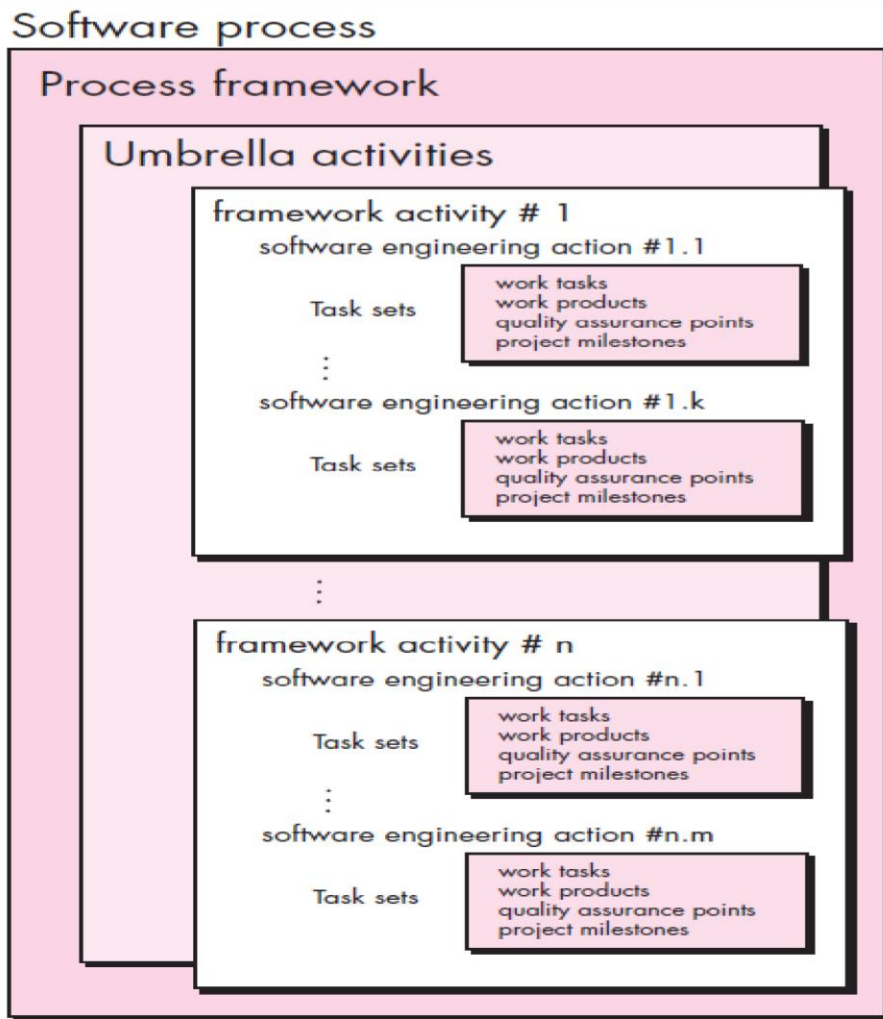 Software process
Process framework
Umbrella activities
framework activity # 1
software engineering action #1.1
Task sets
work tasks
work products
quality assurance points
project milestones
software engineering action #1.k
Task sets
work tasks
work products
quality assurance points
project milestones
framework activity # n
software engineering action #n.1
Task sets
work tasks
work products
quality assurance points
project milestones
software engineering action #n.m
Task sets
work tasks
work products
quality assurance points
project milestones